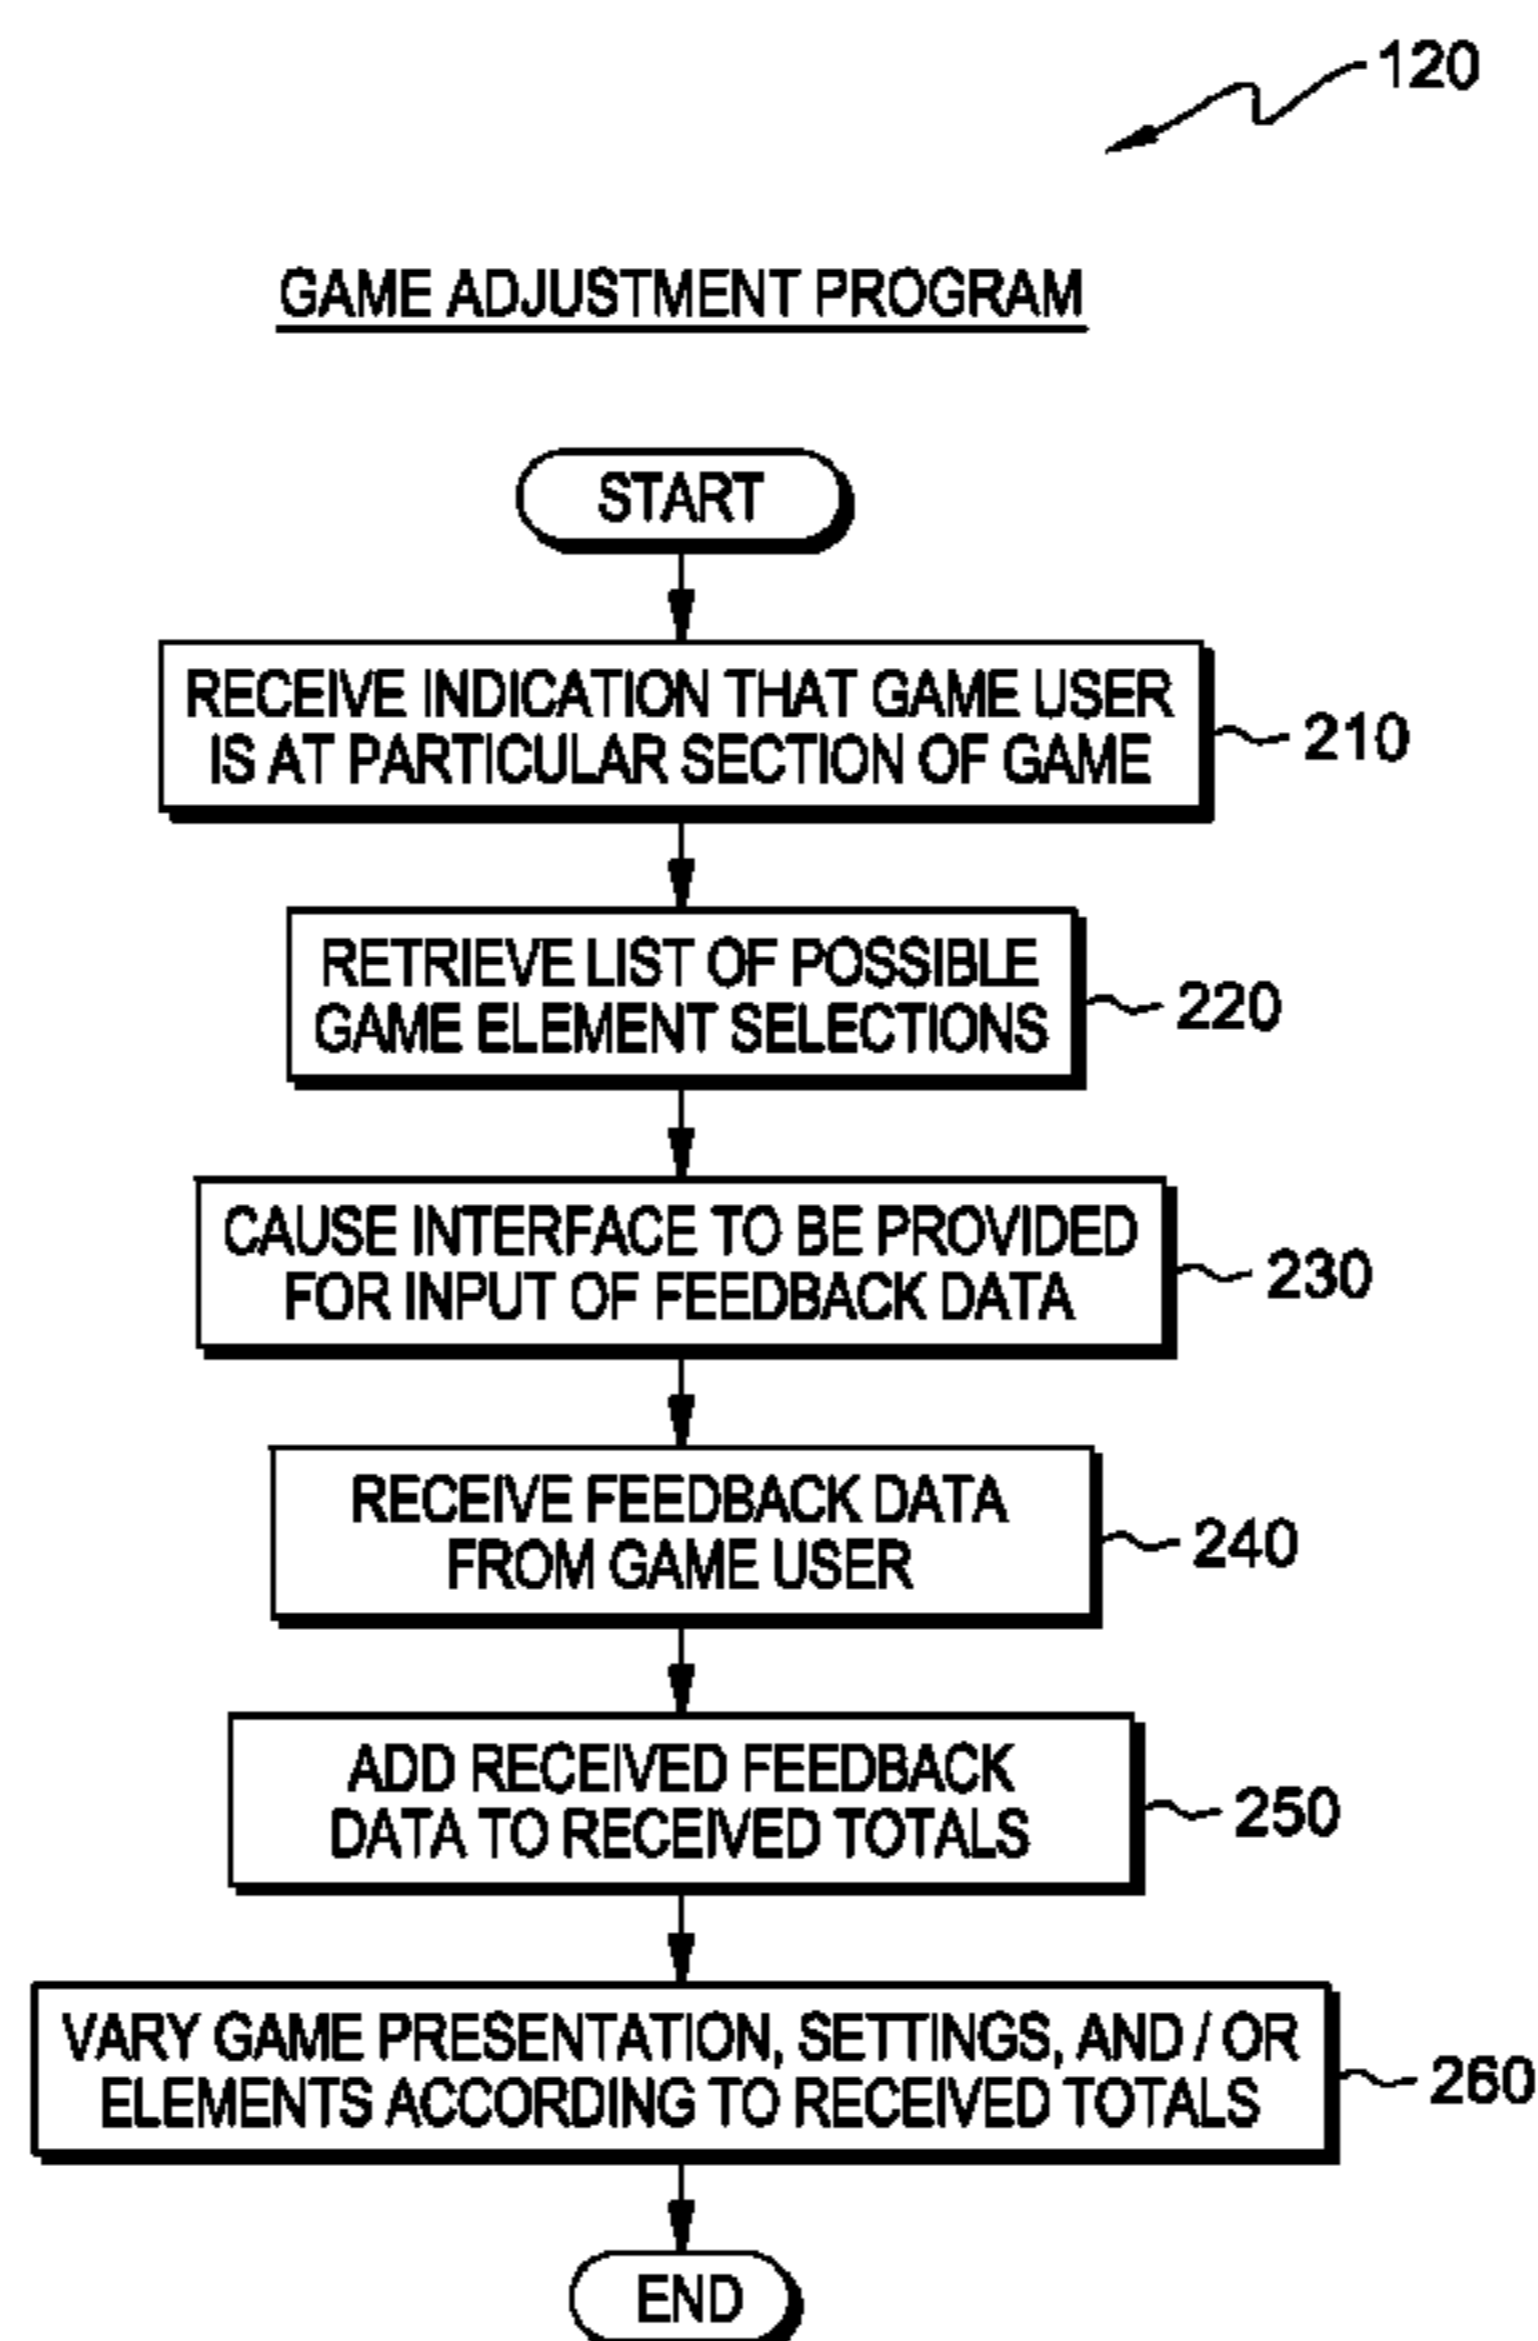 120
GAME ADJUSTMENT PROGRAM
START
RECEIVE INDICATION THAT GAME USER
IS AT PARTICULAR SECTION OF GAME
210
RETRIEVE LIST OF POSSIBLE
GAME ELEMENT SELECTIONS
220
CAUSE INTERFACE TO BE PROVIDED
FOR INPUT OF FEEDBACK DATA
230
RECEIVE FEEDBACK DATA
FROM GAME USER
240
ADD RECEIVED FEEDBACK
DATA TO RECEIVED TOTALS
250
VARY GAME PRESENTATION, SETTINGS, AND / OR
ELEMENTS ACCORDING TO RECEIVED TOTALS
260
END